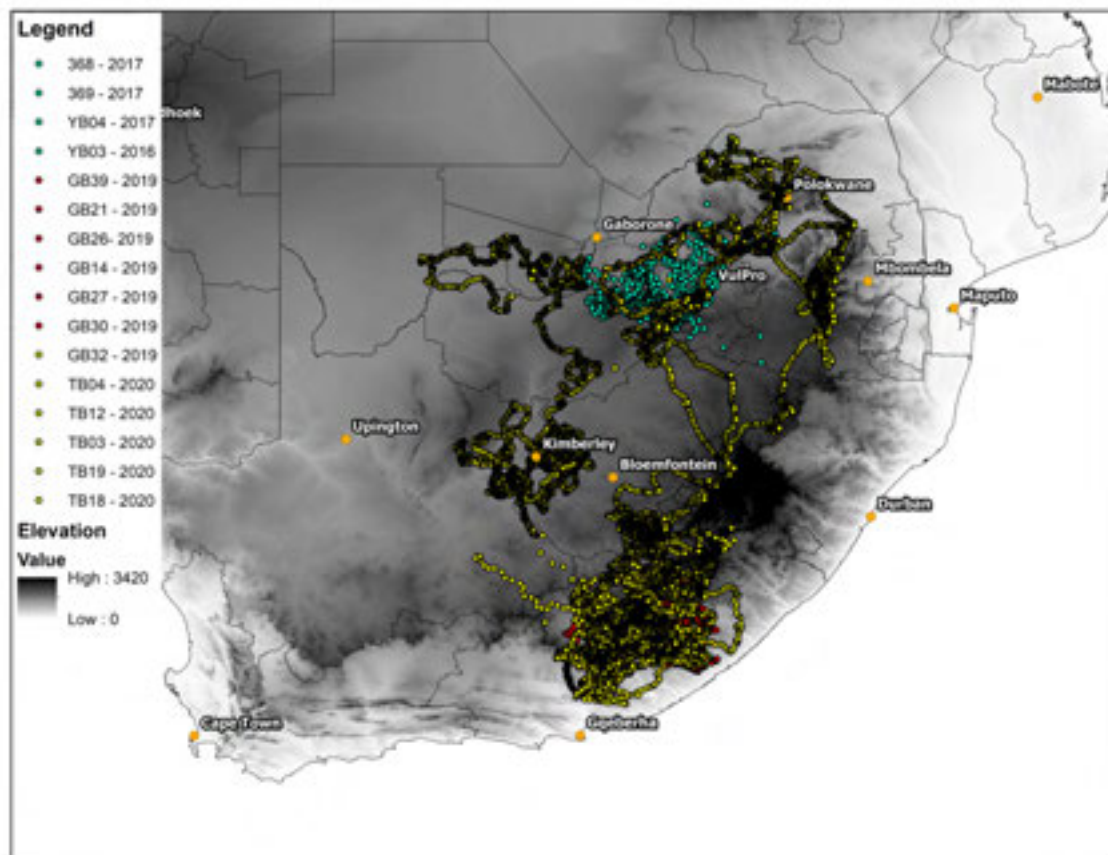 Legend
368 - 2017
369 - 2017
YB04 - 2017
YB03 - 2016
GB39 - 2019
GB21 - 2019
GB26- 2019
GB14 - 2019
GB27 - 2019
GB30 - 2019
GB32 - 2019
TB04 - 2020
TB12 - 2020
TB03 - 2020
TB19 - 2020
TB18 - 2020
Elevation
Value
High : 3420
Low : 0
dhoek
Mabote
Polokwane
Gaborone
VulPro
Mbombela
Maputo
Upington
Kimberley
Bloemfontein
Durban
Cape Town
Gqeberha